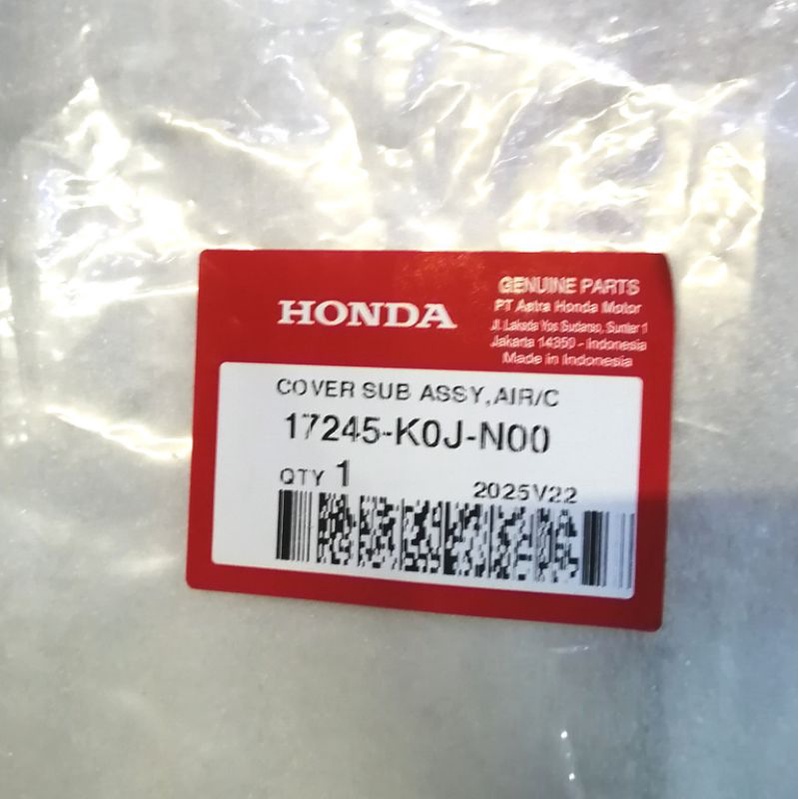 HONDA
GENUINE PARTS
PT Astra Honda Motor
Jl. Laksda Yos Sudarso, Sunter 1
Jakarta 14350 - Indonesia
Made in Indonesia
COVER SUB ASSY,AIR/C
17245-K0J-N00
QTY 1
2025V22